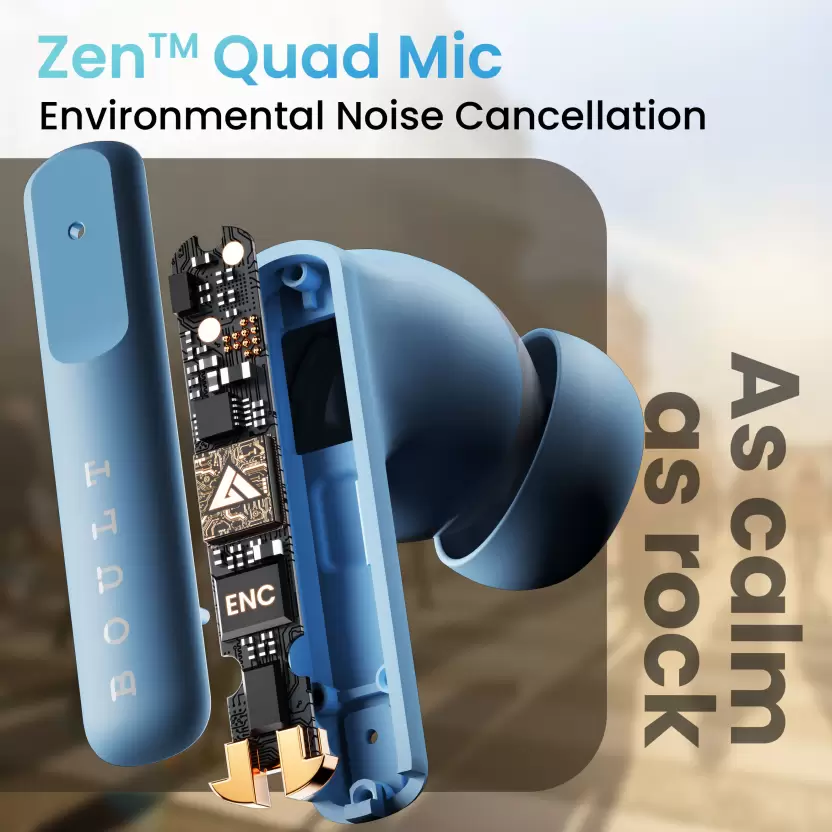 Zen™ Quad Mic
Environmental Noise Cancellation
BOULT
ENC
As calm
as rock